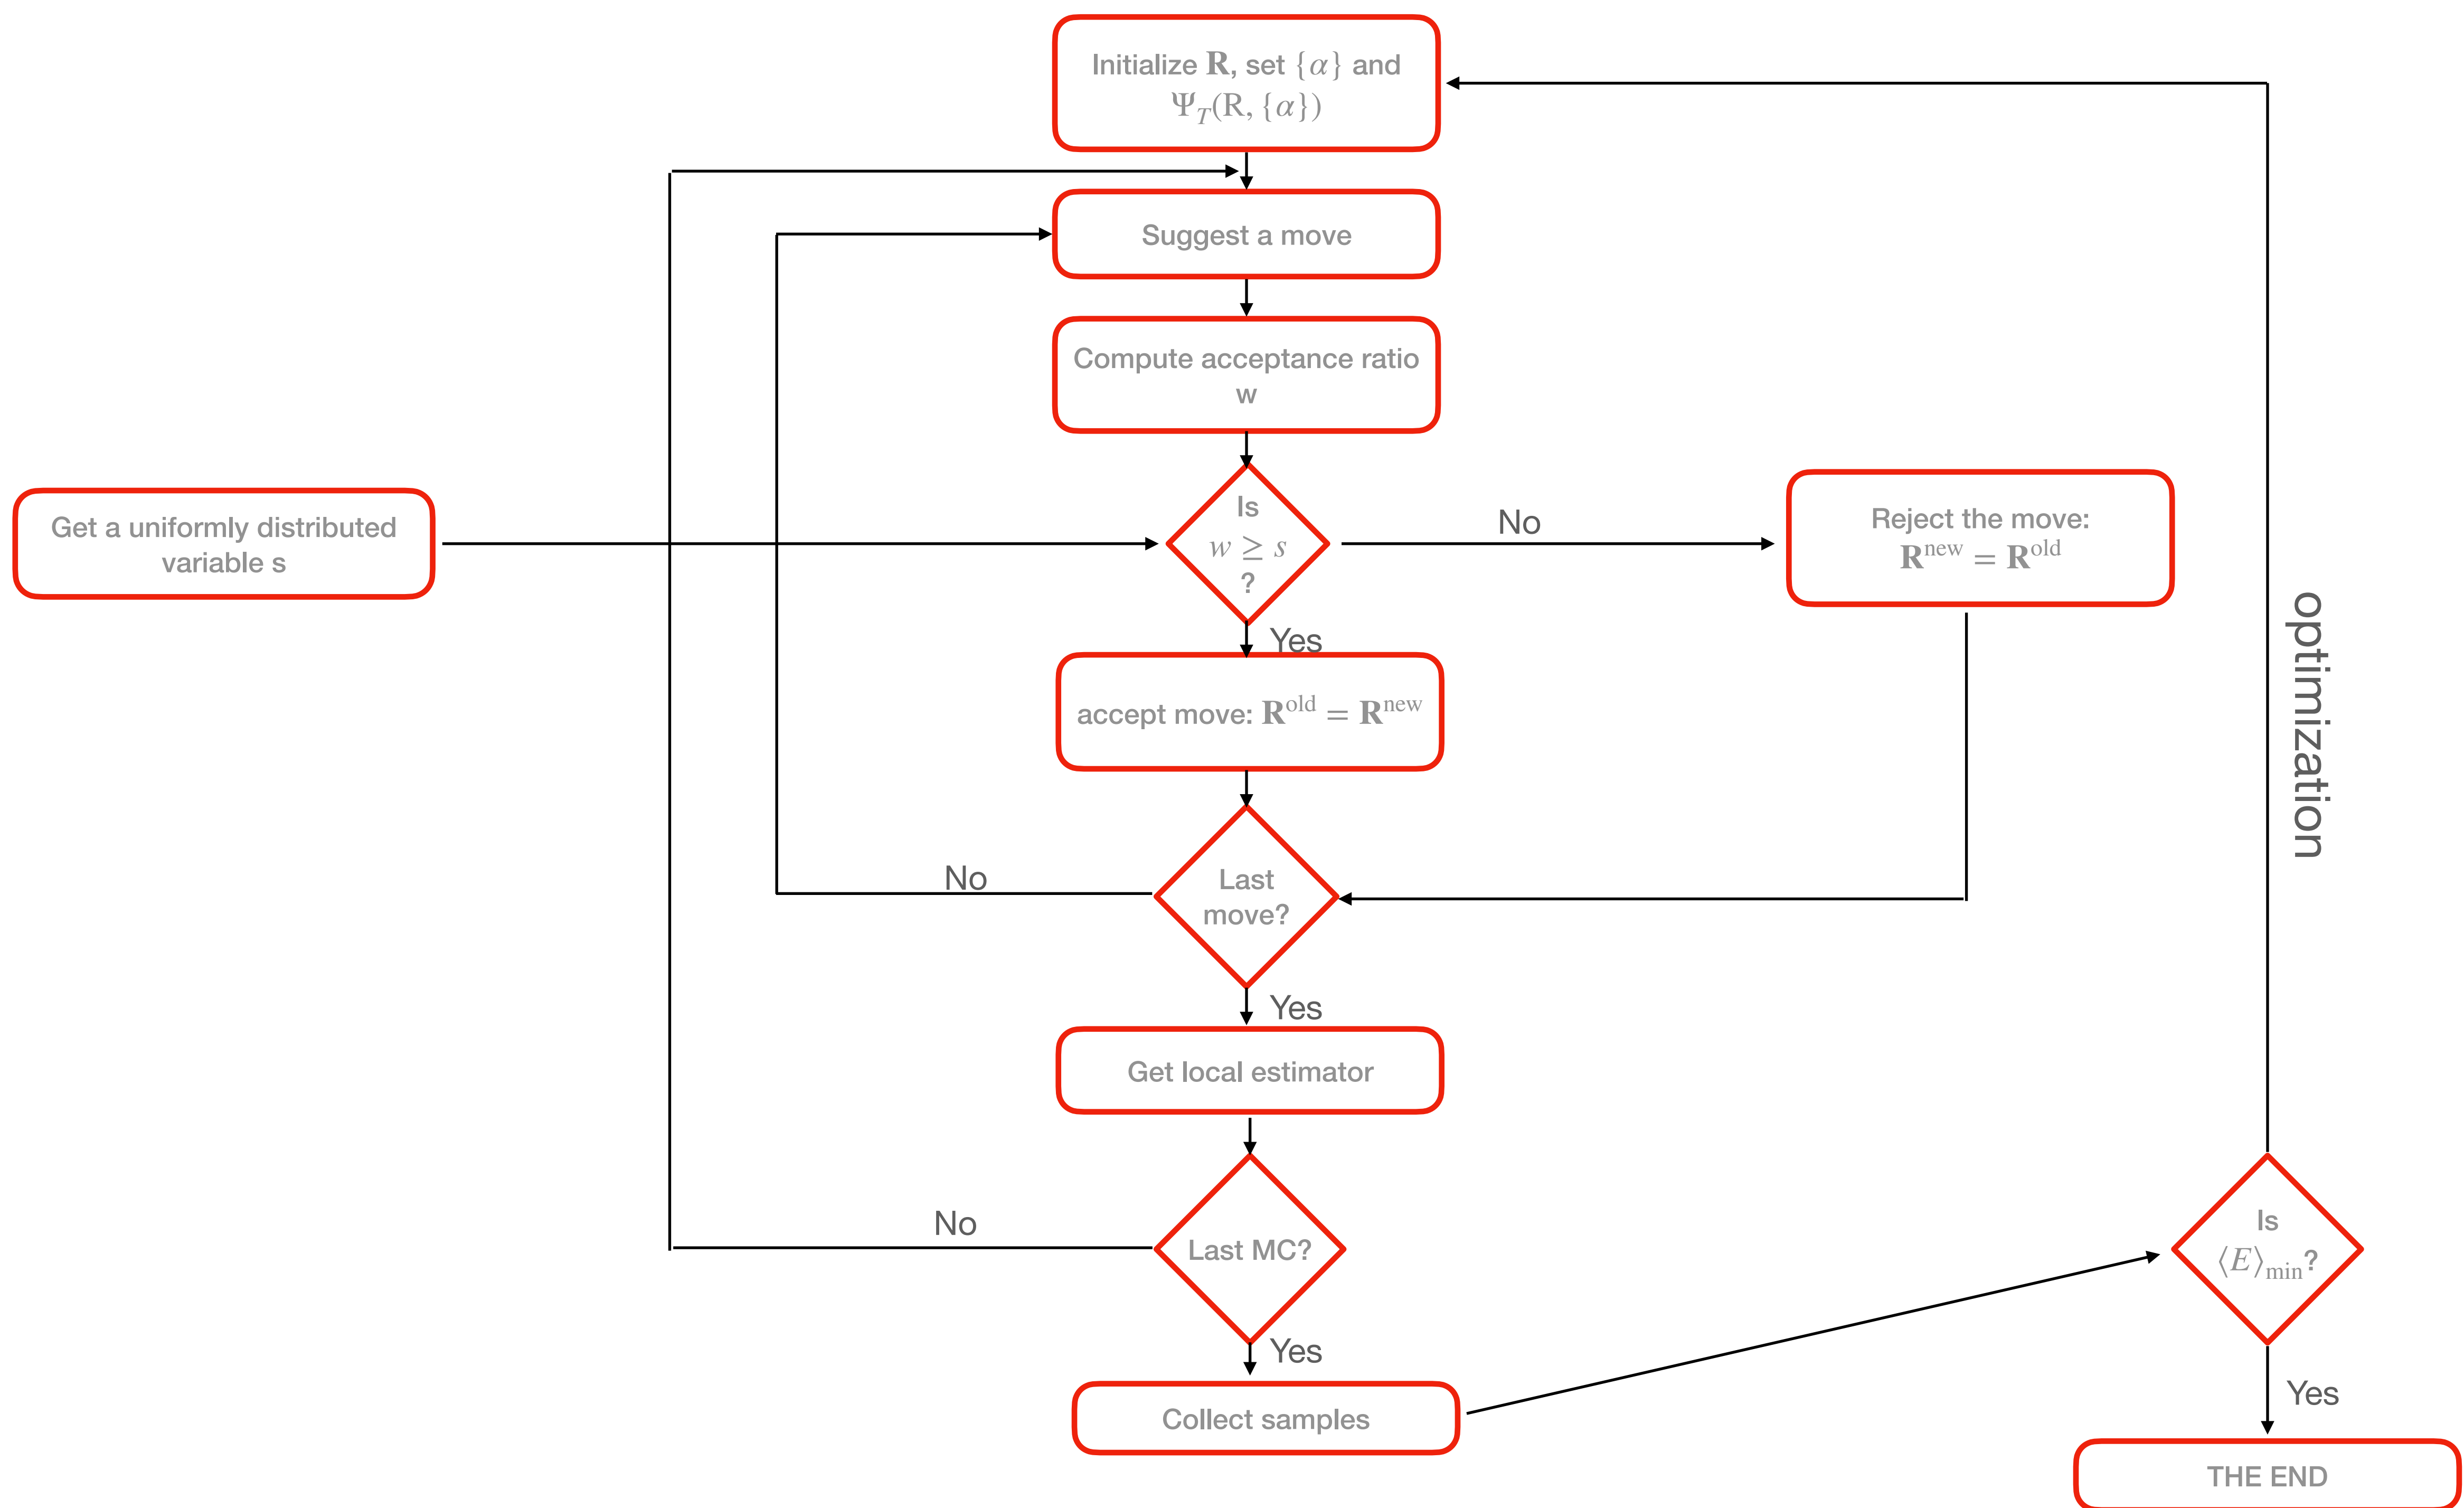 Initialize R, set {α} and
Ψ_T(R, {α})
Suggest a move
Compute acceptance ratio
w
Get a uniformly distributed
variable s
Is
w ≥ s
?
No
Reject the move:
R^new = R^old
Yes
accept move: R^old = R^new
optimization
Last
move?
No
Yes
Get local estimator
Last MC?
No
Is
⟨E⟩_min?
Yes
Collect samples
Yes
THE END